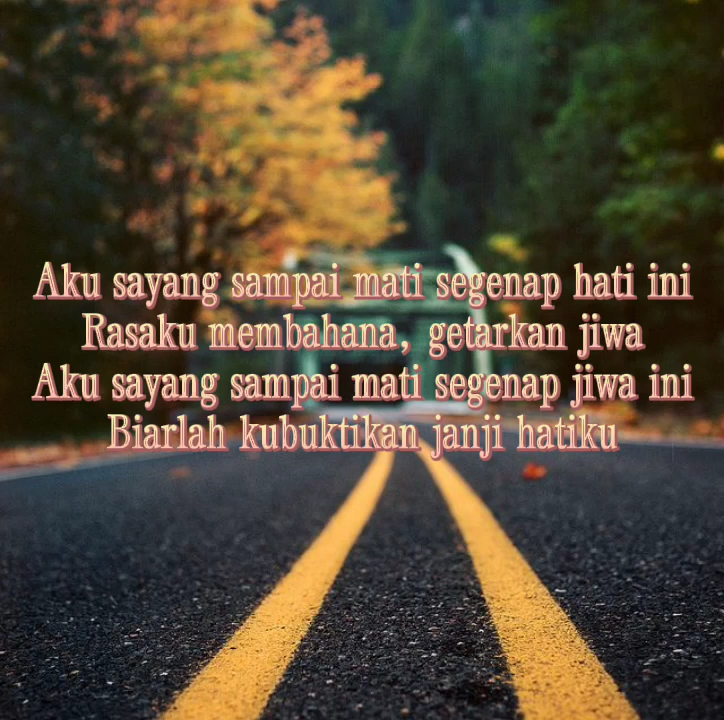 Aku sayang sampai mati segenap hati ini
Rasaku membahana, getarkan jiwa
Aku sayang sampai mati segenap jiwa ini
Biarlah kubuktikan janji hatiku